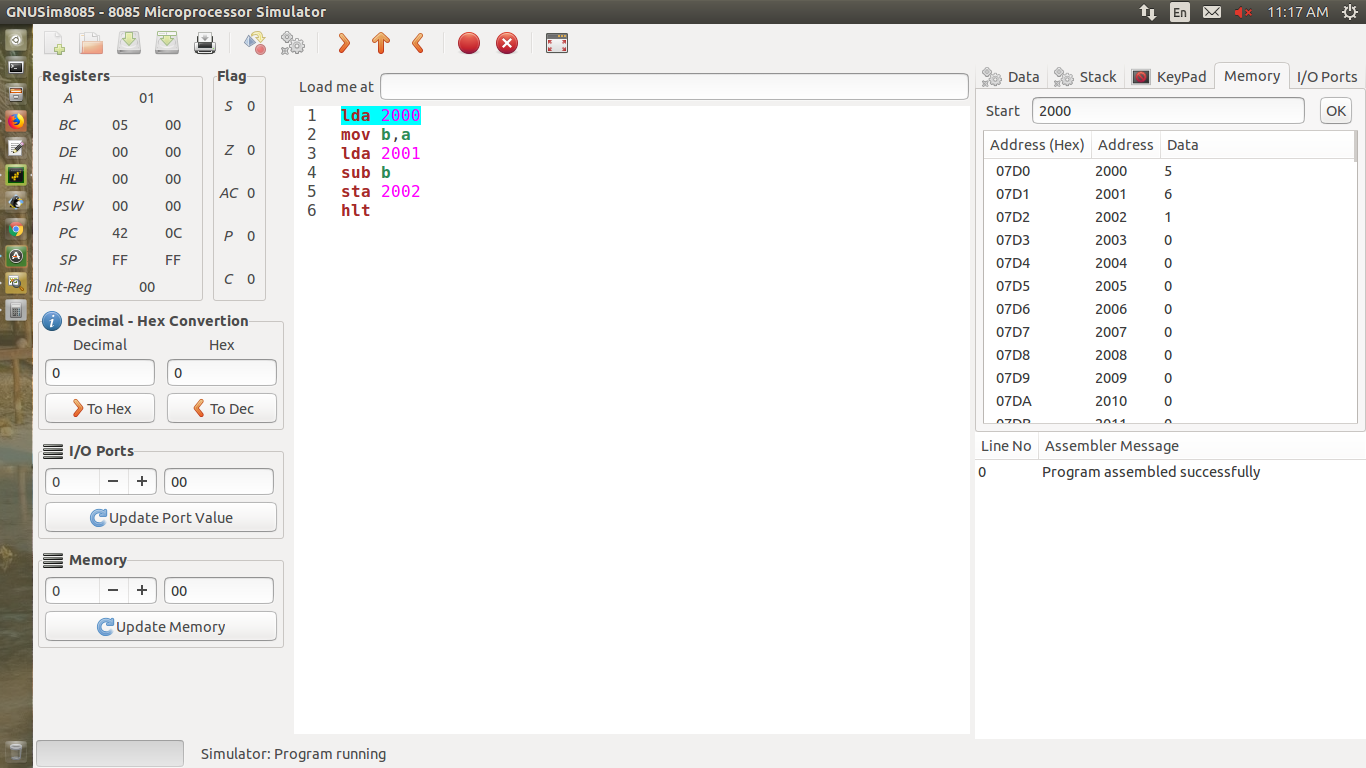 GNUSim8085 - 8085 Microprocessor Simulator
En
11:17 AM
Registers
A 01
BC 05 00
DE 00 00
HL 00 00
PSW 00 00
PC 42 0C
SP FF FF
Int-Reg 00
Flag
S 0
Z 0
AC 0
P 0
C 0
Decimal - Hex Convertion
Decimal Hex
0 0
To Hex To Dec
I/O Ports
0 − + 00
Update Port Value
Memory
0 − + 00
Update Memory
Load me at
1 lda 2000
2 mov b,a
3 lda 2001
4 sub b
5 sta 2002
6 hlt
Data Stack KeyPad Memory I/O Ports
Start 2000 OK
Address (Hex) Address Data
07D0 2000 5
07D1 2001 6
07D2 2002 1
07D3 2003 0
07D4 2004 0
07D5 2005 0
07D6 2006 0
07D7 2007 0
07D8 2008 0
07D9 2009 0
07DA 2010 0
07DB 2011 0
Line No Assembler Message
0 Program assembled successfully
Simulator: Program running